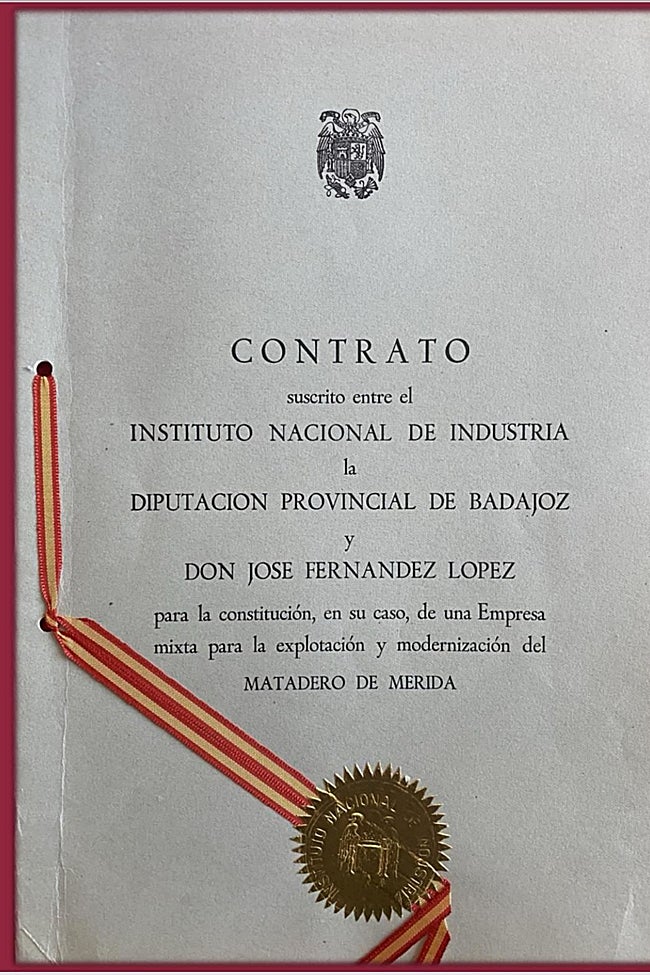 CONTRATO
suscrito entre el
INSTITUTO NACIONAL DE INDUSTRIA
la
DIPUTACION PROVINCIAL DE BADAJOZ
y
DON JOSE FERNANDEZ LOPEZ
para la constitución, en su caso, de una Empresa
mixta para la explotación y modernización del
MATADERO DE MERIDA
INSTITUTO NACIONAL DE INDUSTRIA